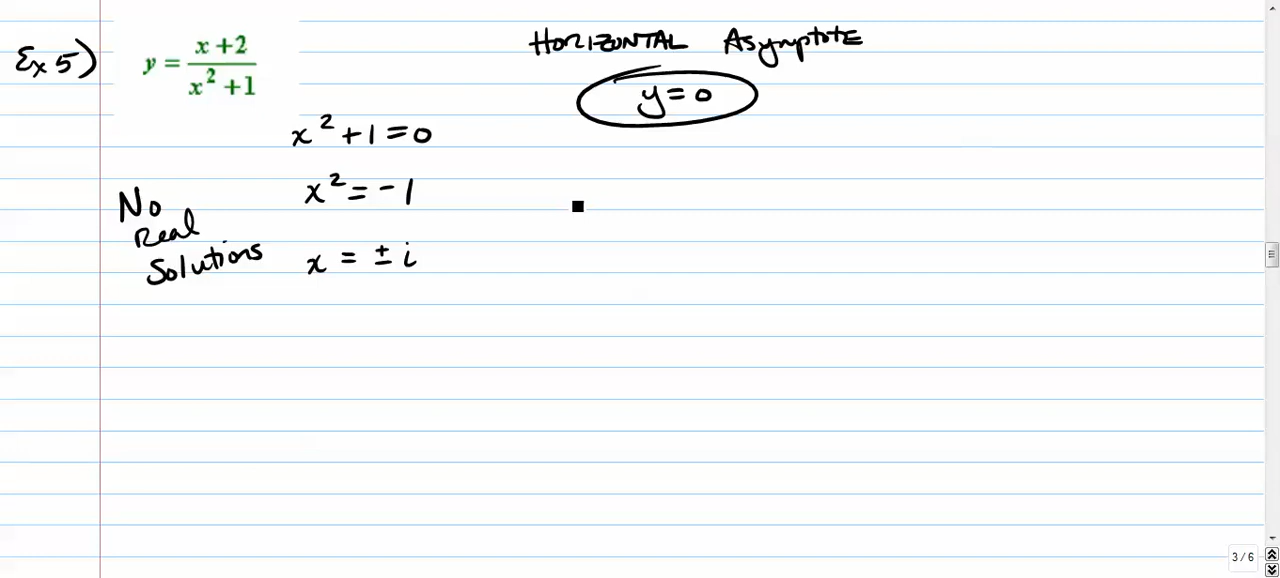 Ex 5)
y = x + 2 / x² + 1
HORIZONTAL Asymptote
y = 0
x² + 1 = 0
x² = -1
No
Real
Solutions
x = ± i
3 / 6